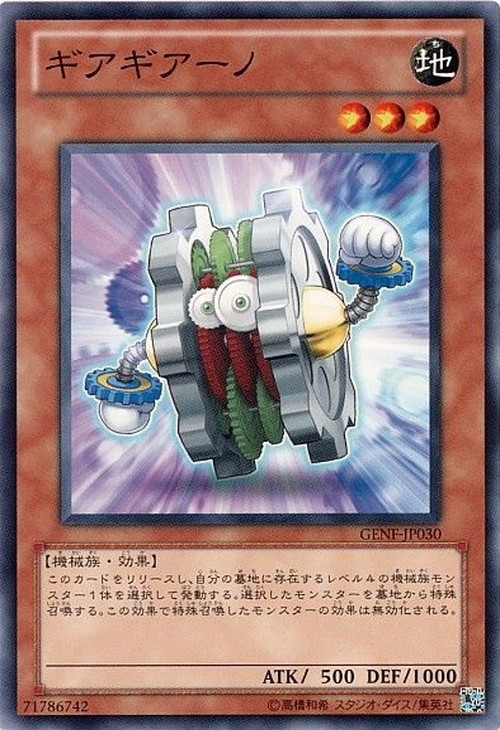 ギアギアーノ
地
GENF-JP030
【機械族・効果】
このカードをリリースし、自分の墓地に存在するレベル4の機械族モン
スター1体を選択して発動する。選択したモンスターを墓地から特殊
召喚する。この効果で特殊召喚したモンスターの効果は無効化される。
ATK/ 500 DEF/1000
71786742
©高橋和希 スタジオ・ダイス/集英社